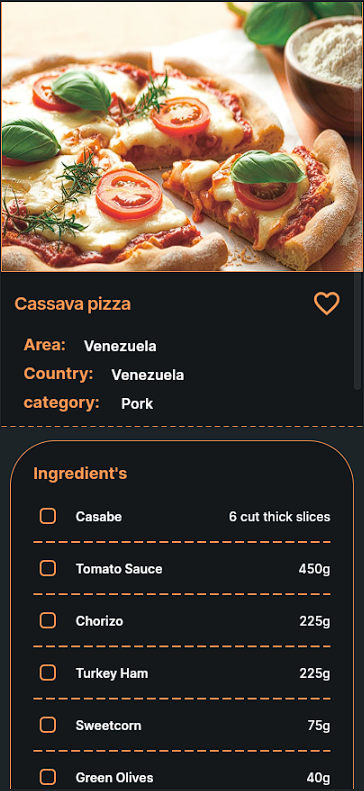 Cassava pizza
Area: Venezuela
Country: Venezuela
category: Pork
Ingredient's
Casabe 6 cut thick slices
Tomato Sauce 450g
Chorizo 225g
Turkey Ham 225g
Sweetcorn 75g
Green Olives 40g